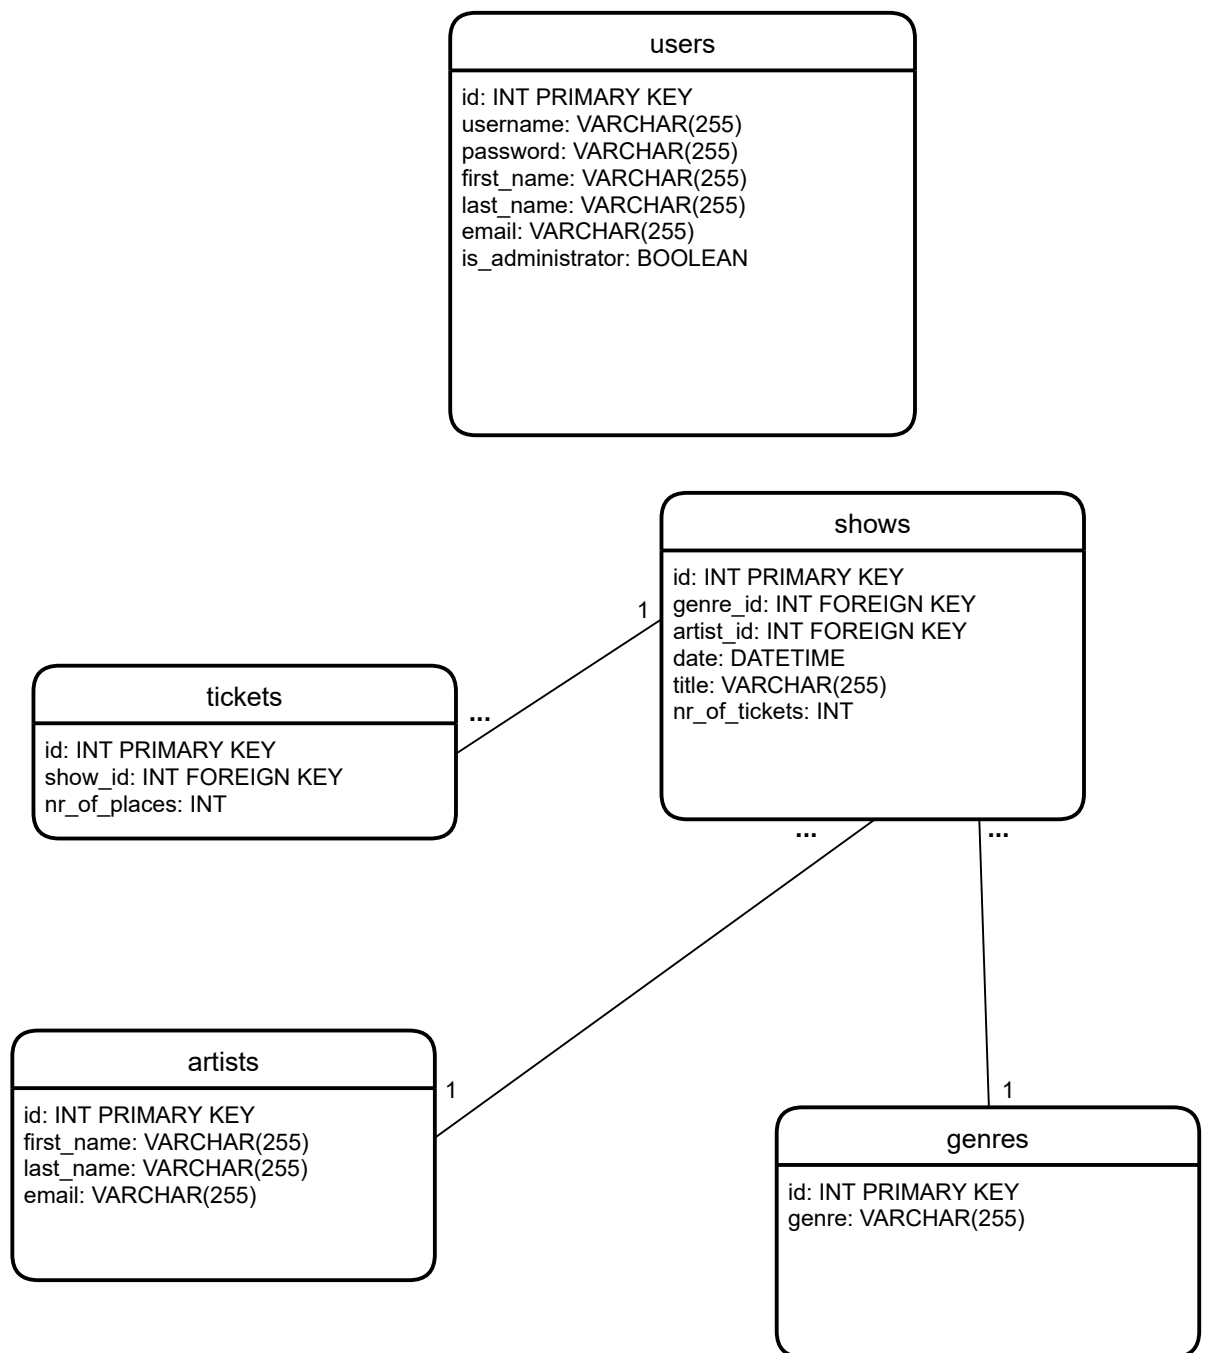 users
id: INT PRIMARY KEY
username: VARCHAR(255)
password: VARCHAR(255)
first_name: VARCHAR(255)
last_name: VARCHAR(255)
email: VARCHAR(255)
is_administrator: BOOLEAN
shows
id: INT PRIMARY KEY
genre_id: INT FOREIGN KEY
artist_id: INT FOREIGN KEY
date: DATETIME
title: VARCHAR(255)
nr_of_tickets: INT
1
...
tickets
id: INT PRIMARY KEY
show_id: INT FOREIGN KEY
nr_of_places: INT
...
...
artists
id: INT PRIMARY KEY
first_name: VARCHAR(255)
last_name: VARCHAR(255)
email: VARCHAR(255)
1
1
genres
id: INT PRIMARY KEY
genre: VARCHAR(255)